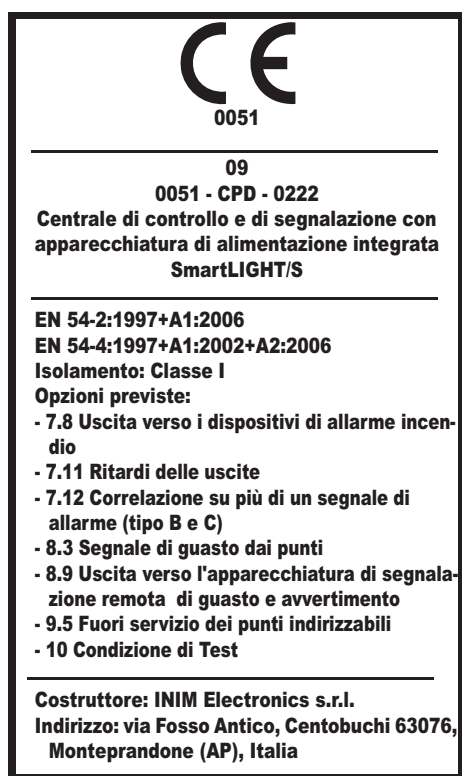 CE
0051
09
0051 - CPD - 0222
Centrale di controllo e di segnalazione con
apparecchiatura di alimentazione integrata
SmartLIGHT/S
EN 54-2:1997+A1:2006
EN 54-4:1997+A1:2002+A2:2006
Isolamento: Classe I
Opzioni previste:
- 7.8 Uscita verso i dispositivi di allarme incen-
dio
- 7.11 Ritardi delle uscite
- 7.12 Correlazione su più di un segnale di
allarme (tipo B e C)
- 8.3 Segnale di guasto dai punti
- 8.9 Uscita verso l'apparecchiatura di segnala-
zione remota di guasto e avvertimento
- 9.5 Fuori servizio dei punti indirizzabili
- 10 Condizione di Test
Costruttore: INIM Electronics s.r.l.
Indirizzo: via Fosso Antico, Centobuchi 63076,
Monteprandone (AP), Italia